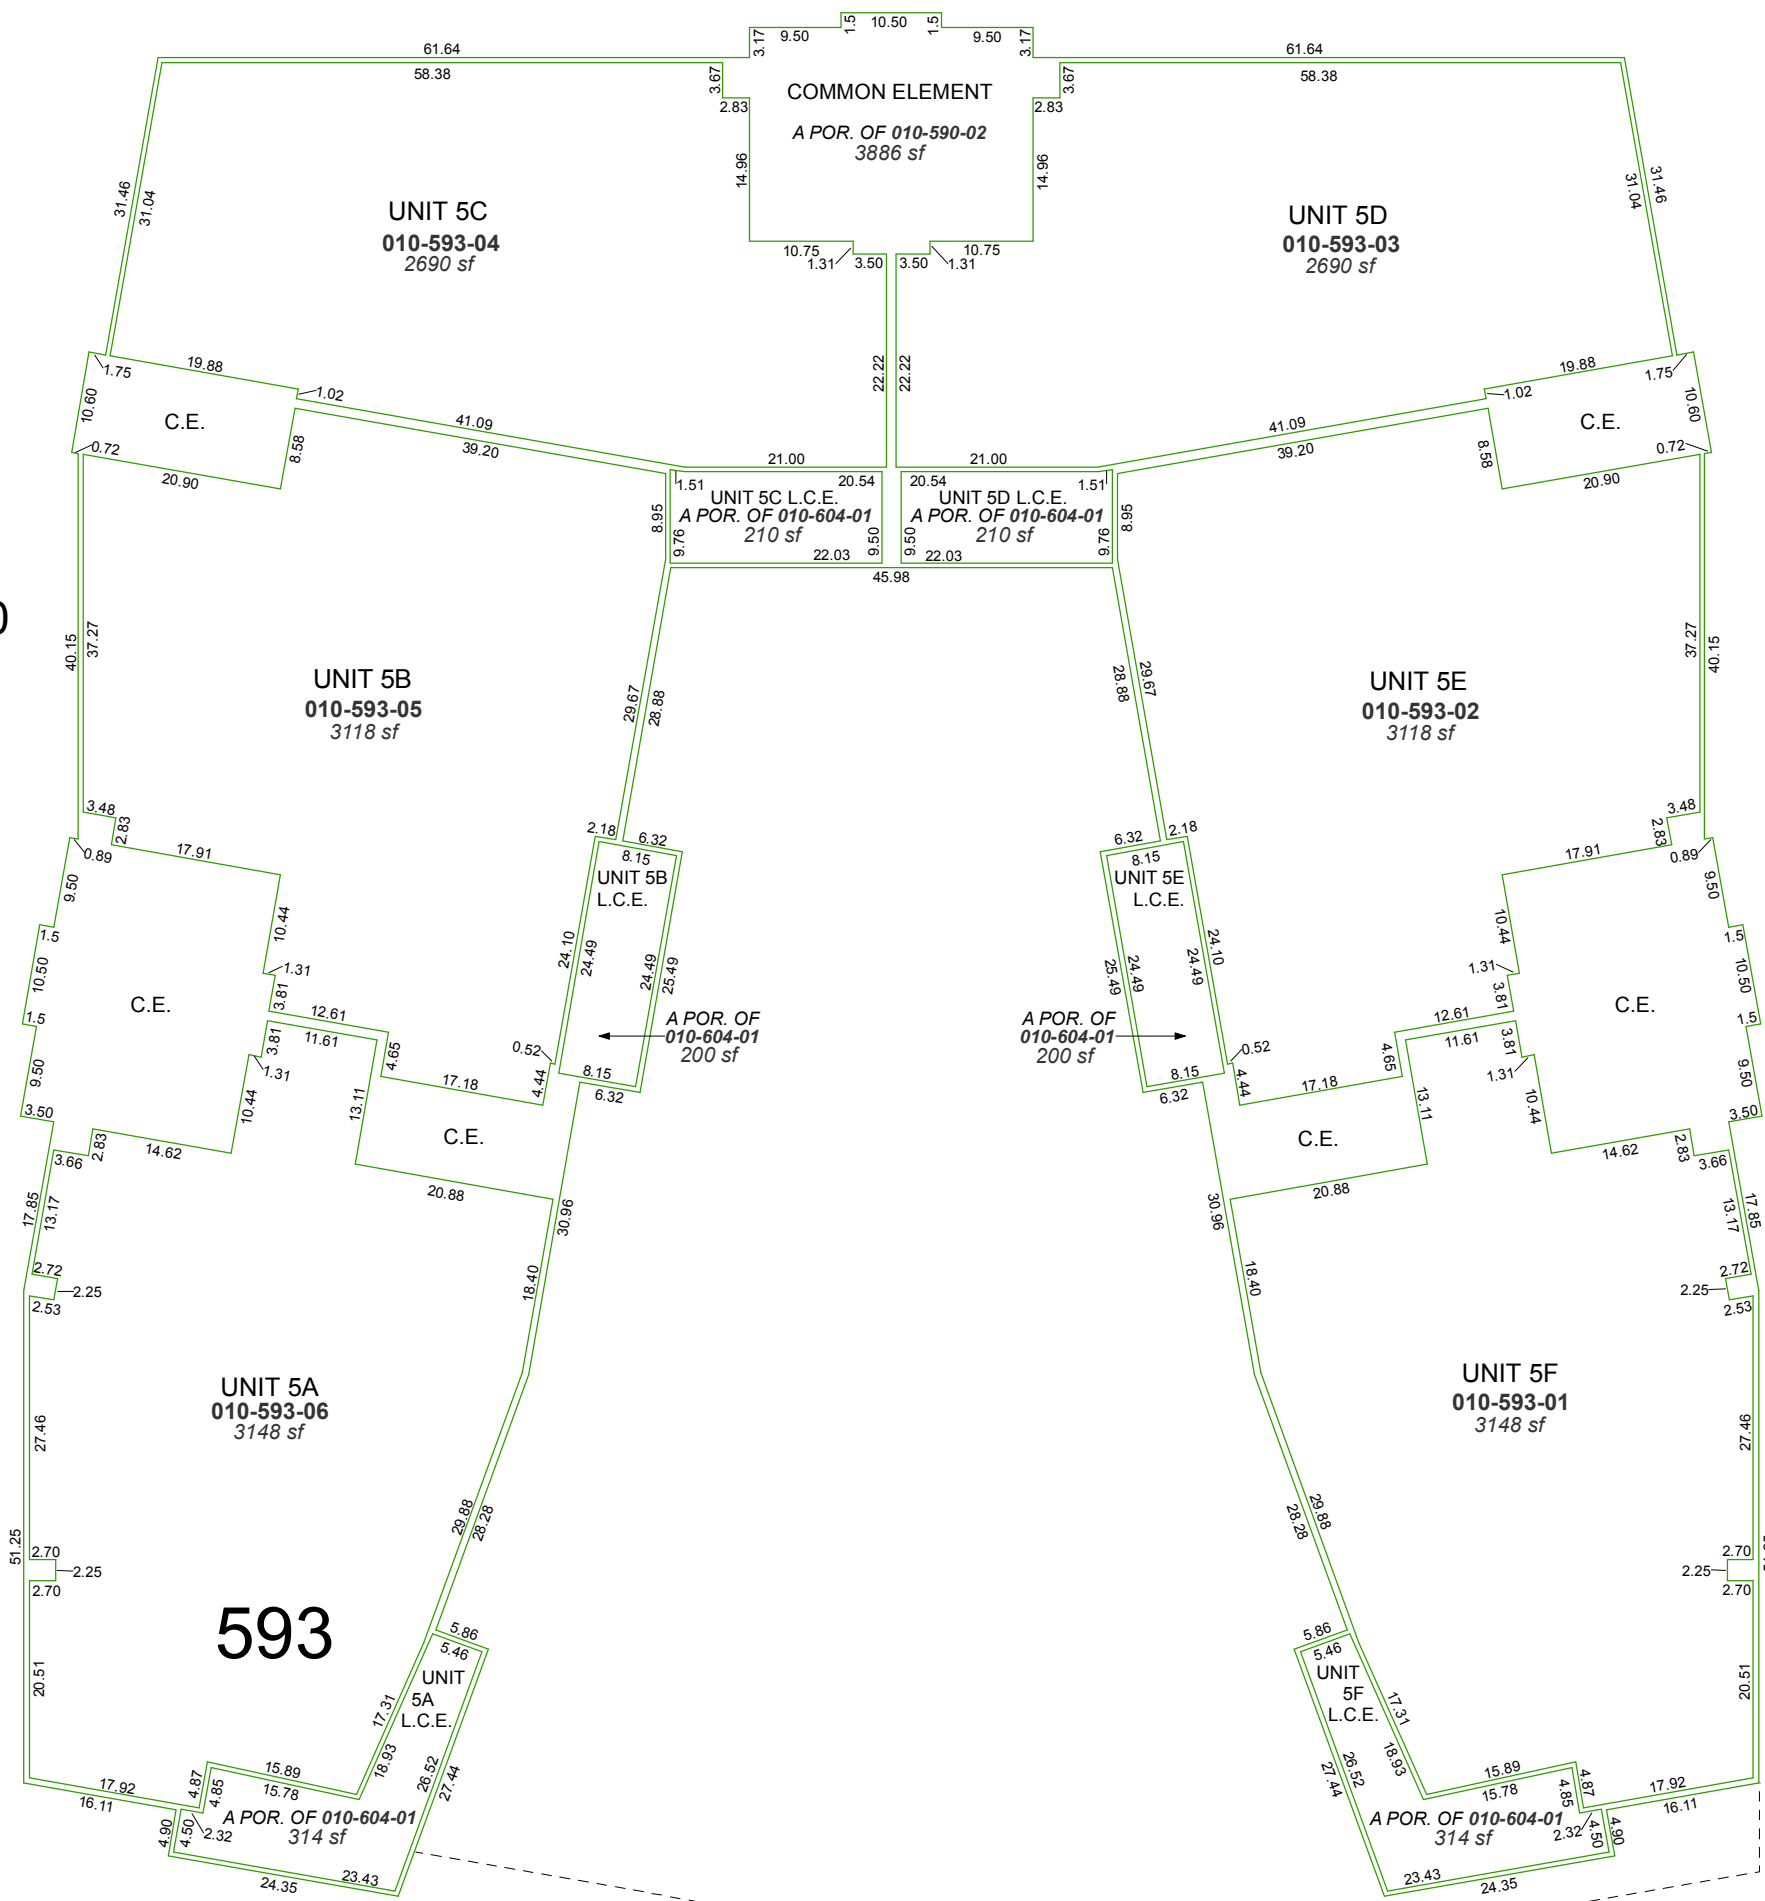 1.5 10.50 1.5
3.17 9.50 9.50 3.17
61.64 61.64
58.38 58.38
3.67 3.67
2.83 2.83
COMMON ELEMENT
A POR. OF 010-590-02
3886 sf
14.96 14.96
31.46 31.04
31.04 31.46
UNIT 5C
010-593-04
2690 sf
UNIT 5D
010-593-03
2690 sf
10.75 10.75
1.31 3.50 3.50 1.31
22.22 22.22
1.75 19.88
19.88 1.75
10.60 1.02
1.02 10.60
C.E.
C.E.
0.72 8.58
8.58 0.72
20.90
20.90
41.09
39.20
41.09
39.20
21.00 21.00
1.51 20.54 20.54 1.51
UNIT 5C L.C.E.
A POR. OF 010-604-01
210 sf
UNIT 5D L.C.E.
A POR. OF 010-604-01
210 sf
8.95 9.76 9.50 9.50 9.76 8.95
22.03 22.03
45.98
0
40.15 37.27
37.27 40.15
UNIT 5B
010-593-05
3118 sf
UNIT 5E
010-593-02
3118 sf
29.67 28.88
28.88 29.67
3.48 2.83
2.83 3.48
0.89 17.91
17.91 0.89
2.18 6.32
6.32 2.18
8.15
8.15
UNIT 5B
L.C.E.
UNIT 5E
L.C.E.
9.50
9.50
1.5
1.5
10.44
10.44
10.50
10.50
24.10 24.49 24.49 25.49
25.49 24.49 24.49 24.10
1.31
1.31
3.81
3.81
C.E.
C.E.
1.5
1.5
12.61
12.61
11.61
11.61
3.81 1.31
3.81 1.31
4.65
4.65
0.52
0.52
A POR. OF
010-604-01
200 sf
A POR. OF
010-604-01
200 sf
8.15
8.15
6.32
6.32
9.50
9.50
4.44
4.44
17.18
17.18
13.11
13.11
10.44
10.44
3.50
3.50
2.83
2.83
14.62
14.62
3.66
3.66
C.E.
C.E.
20.88
20.88
17.85 13.17
13.17 17.85
30.96
30.96
18.40
18.40
2.72
2.25
2.53
2.72
2.25
2.53
UNIT 5A
010-593-06
3148 sf
UNIT 5F
010-593-01
3148 sf
27.46
27.46
29.88 28.28
28.28 29.88
51.25
2.70
2.25
2.70
2.70
2.25
2.70
593
20.51
20.51
5.86
5.46
5.86
5.46
UNIT
5A
L.C.E.
UNIT
5F
L.C.E.
17.31
18.93
17.31
18.93
26.52
27.44
26.52
27.44
15.89
15.78
15.89
15.78
4.87 4.85
4.85 4.87
17.92
16.11
17.92
16.11
A POR. OF 010-604-01
314 sf
A POR. OF 010-604-01
314 sf
4.90 4.50 2.32
2.32 4.50 4.90
23.43
24.35
23.43
24.35